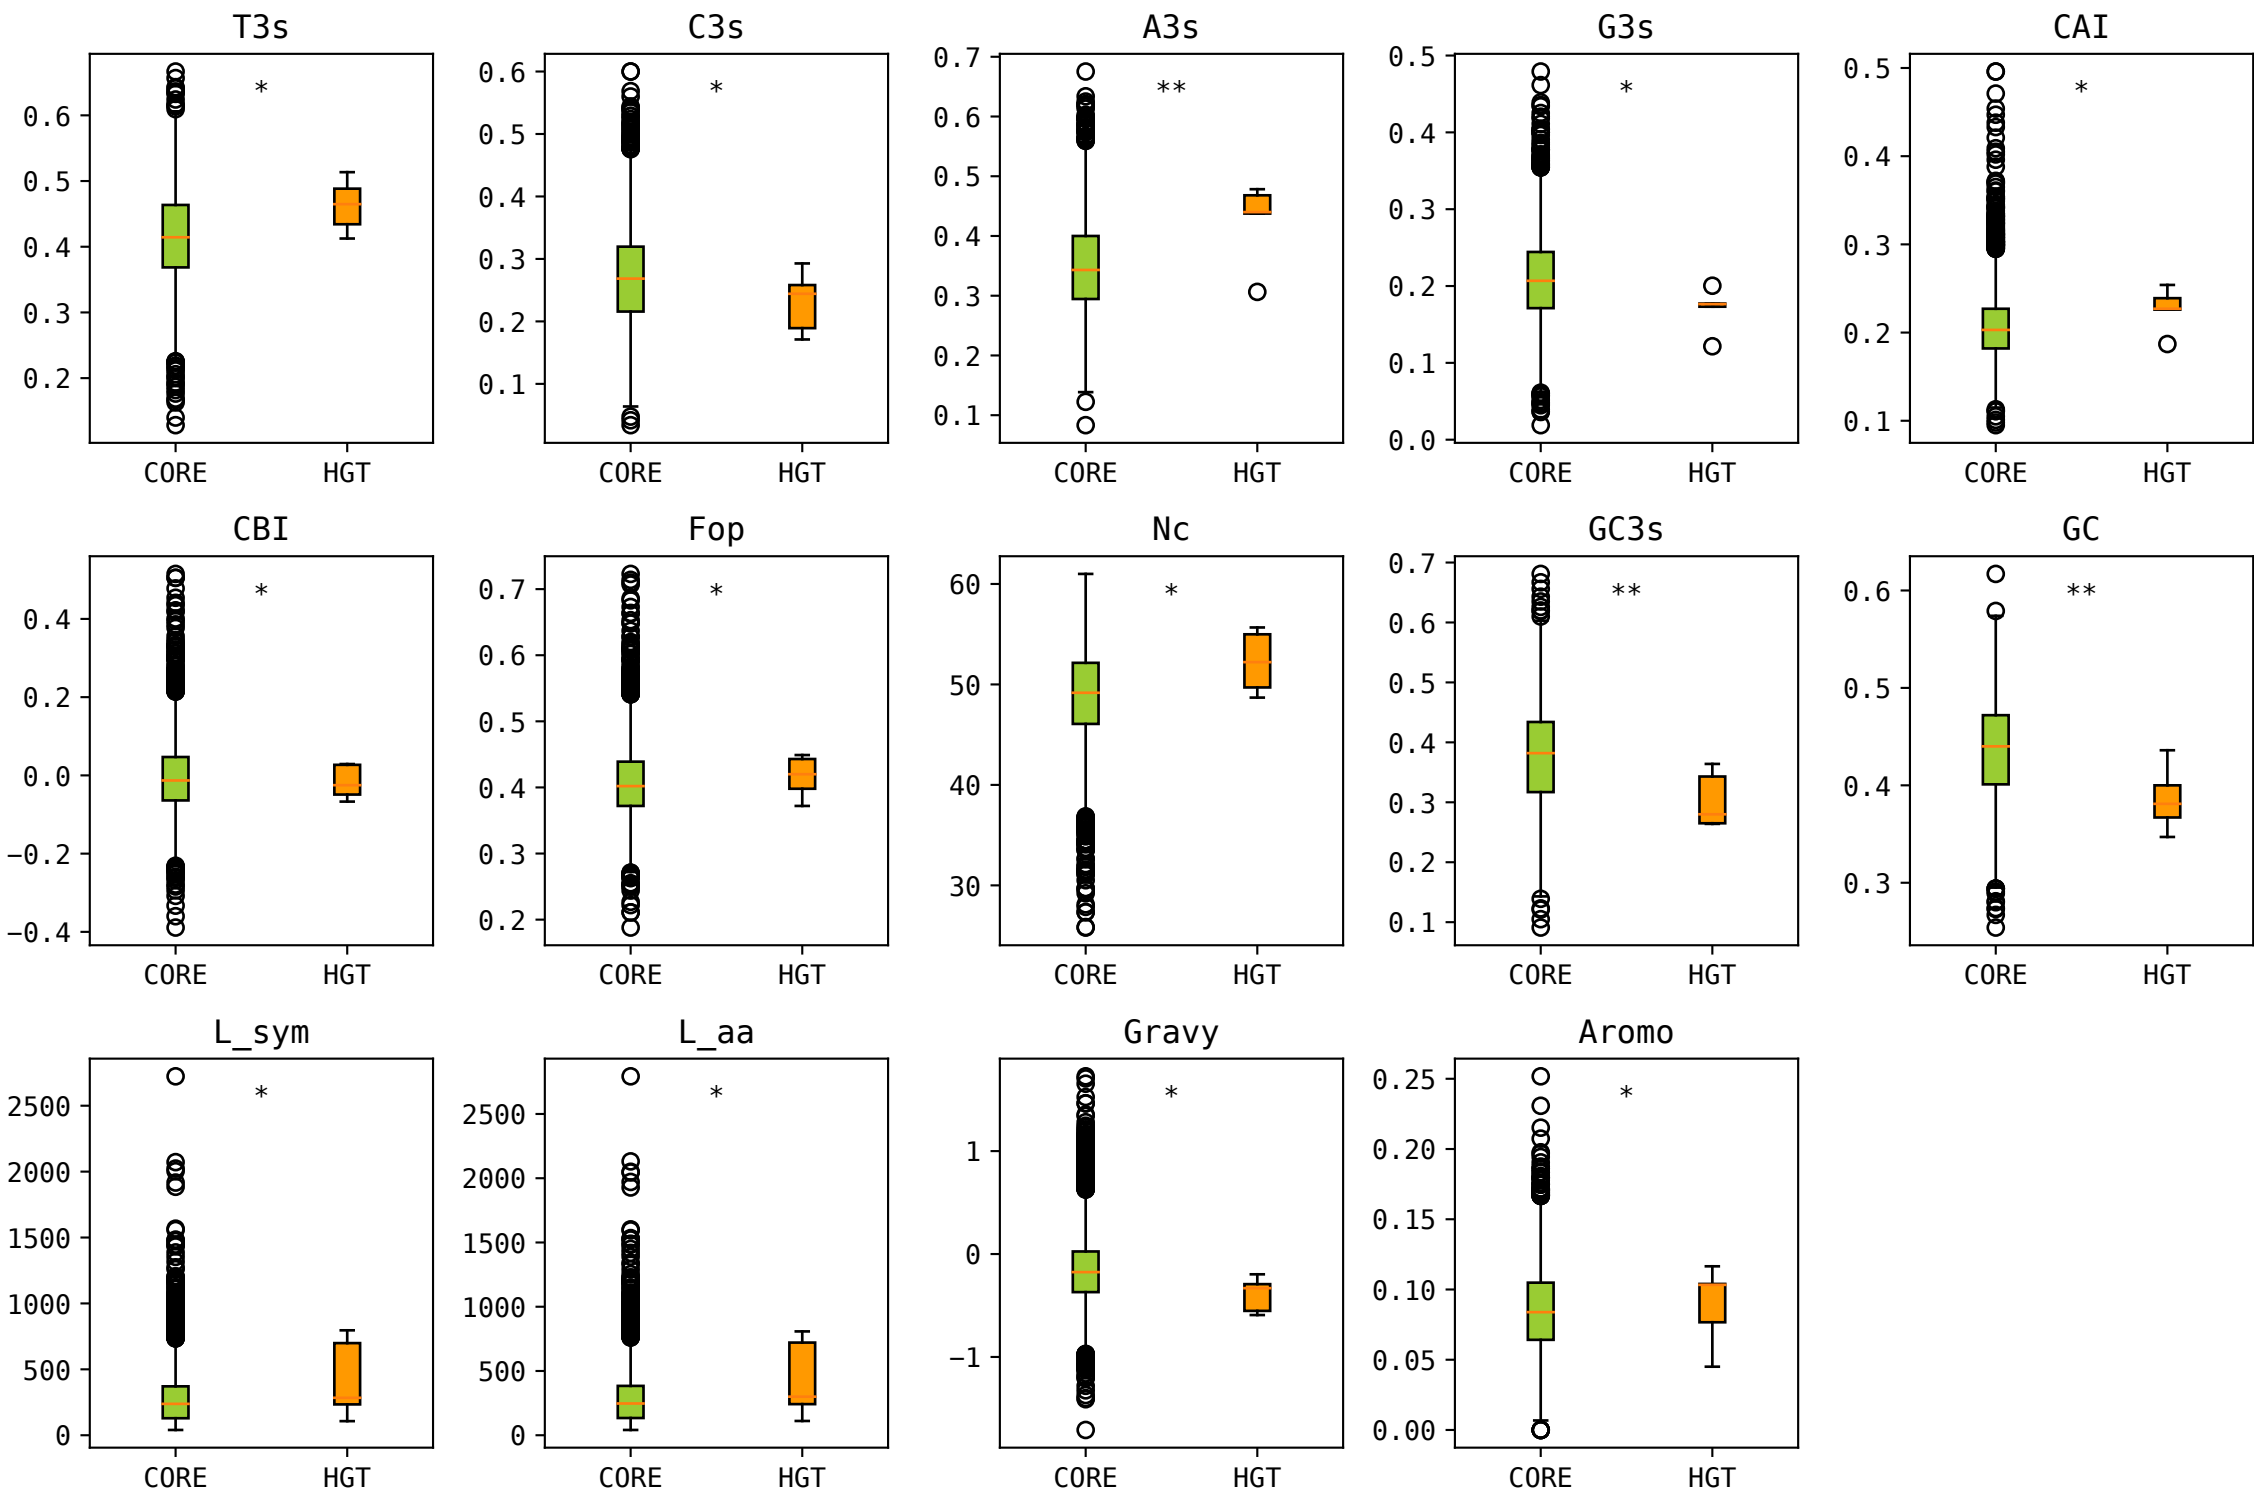 T3s
C3s
A3s
G3s
CAI
0.6
0.5
0.4
0.3
0.2
*
CORE
HGT
0.6
0.5
0.4
0.3
0.2
0.1
*
CORE
HGT
0.7
0.6
0.5
0.4
0.3
0.2
0.1
**
CORE
HGT
0.5
0.4
0.3
0.2
0.1
0.0
*
CORE
HGT
0.5
0.4
0.3
0.2
0.1
*
CORE
HGT
CBI
Fop
Nc
GC3s
GC
0.4
0.2
0.0
−0.2
−0.4
*
CORE
HGT
0.7
0.6
0.5
0.4
0.3
0.2
*
CORE
HGT
60
50
40
30
*
CORE
HGT
0.7
0.6
0.5
0.4
0.3
0.2
0.1
**
CORE
HGT
0.6
0.5
0.4
0.3
**
CORE
HGT
L_sym
L_aa
Gravy
Aromo
2500
2000
1500
1000
500
0
*
CORE
HGT
2500
2000
1500
1000
500
0
*
CORE
HGT
1
0
−1
*
CORE
HGT
0.25
0.20
0.15
0.10
0.05
0.00
*
CORE
HGT